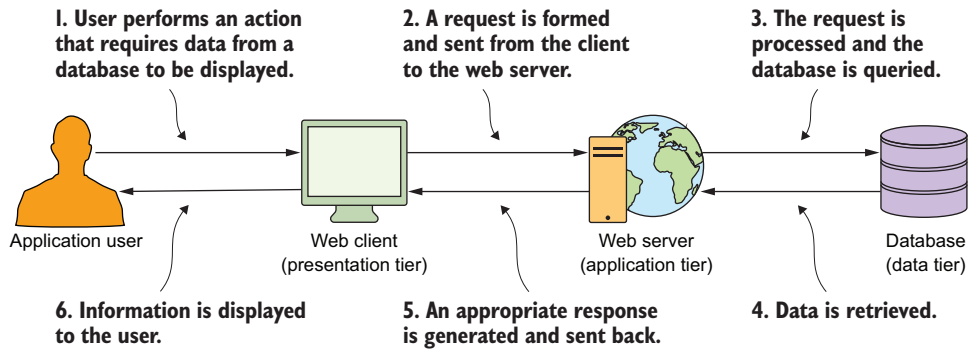 1. User performs an action
that requires data from a
database to be displayed.
2. A request is formed
and sent from the client
to the web server.
3. The request is
processed and the
database is queried.
Application user
Web client
(presentation tier)
Web server
(application tier)
Database
(data tier)
6. Information is displayed
to the user.
5. An appropriate response
is generated and sent back.
4. Data is retrieved.